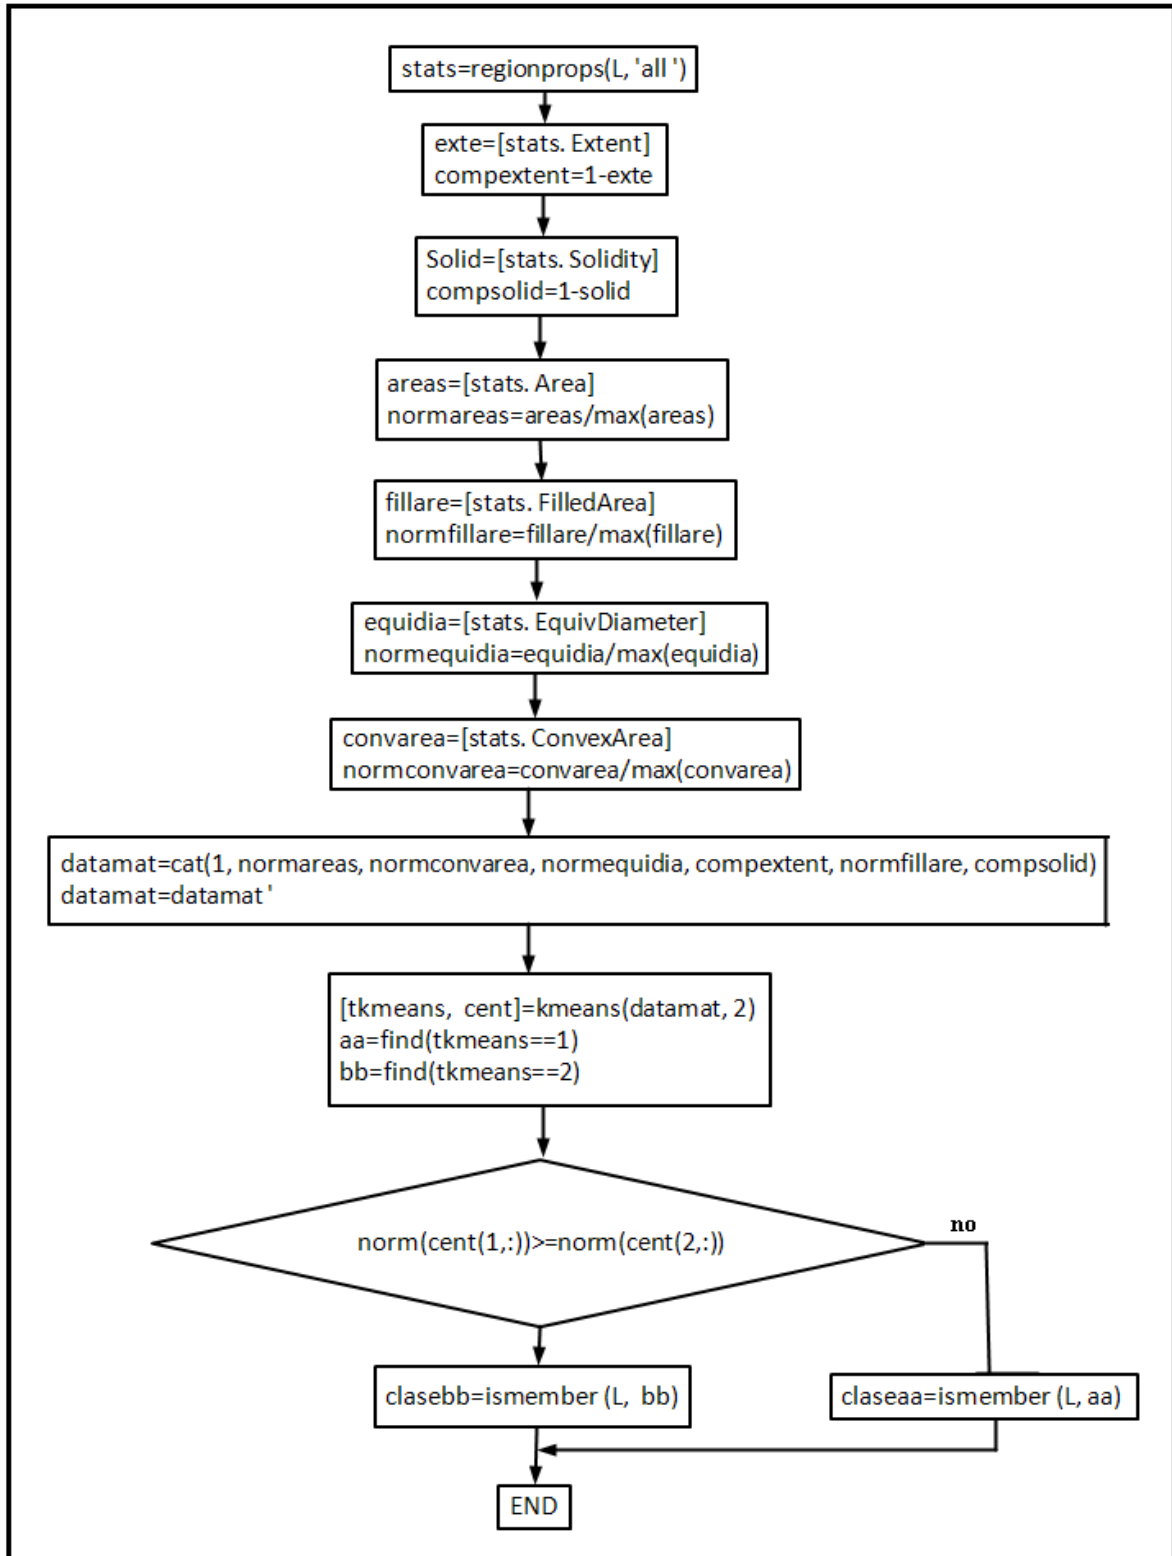 stats=regionprops(L, 'all ')
exte=[stats. Extent]
compextent=1-exte
Solid=[stats. Solidity]
compsolid=1-solid
areas=[stats. Area]
normareas=areas/max(areas)
fillare=[stats. FilledArea]
normfillare=fillare/max(fillare)
equidia=[stats. EquivDiameter]
normequidia=equidia/max(equidia)
convarea=[stats. ConvexArea]
normconvarea=convarea/max(convarea)
datamat=cat(1, normareas, normconvarea, normequidia, compextent, normfillare, compsolid)
datamat=datamat '
[tkmeans,  cent]=kmeans(datamat, 2)
aa=find(tkmeans==1)
bb=find(tkmeans==2)
norm(cent(1,:))>=norm(cent(2,:))
no
clasebb=ismember (L,  bb)
claseaa=ismember (L, aa)
END